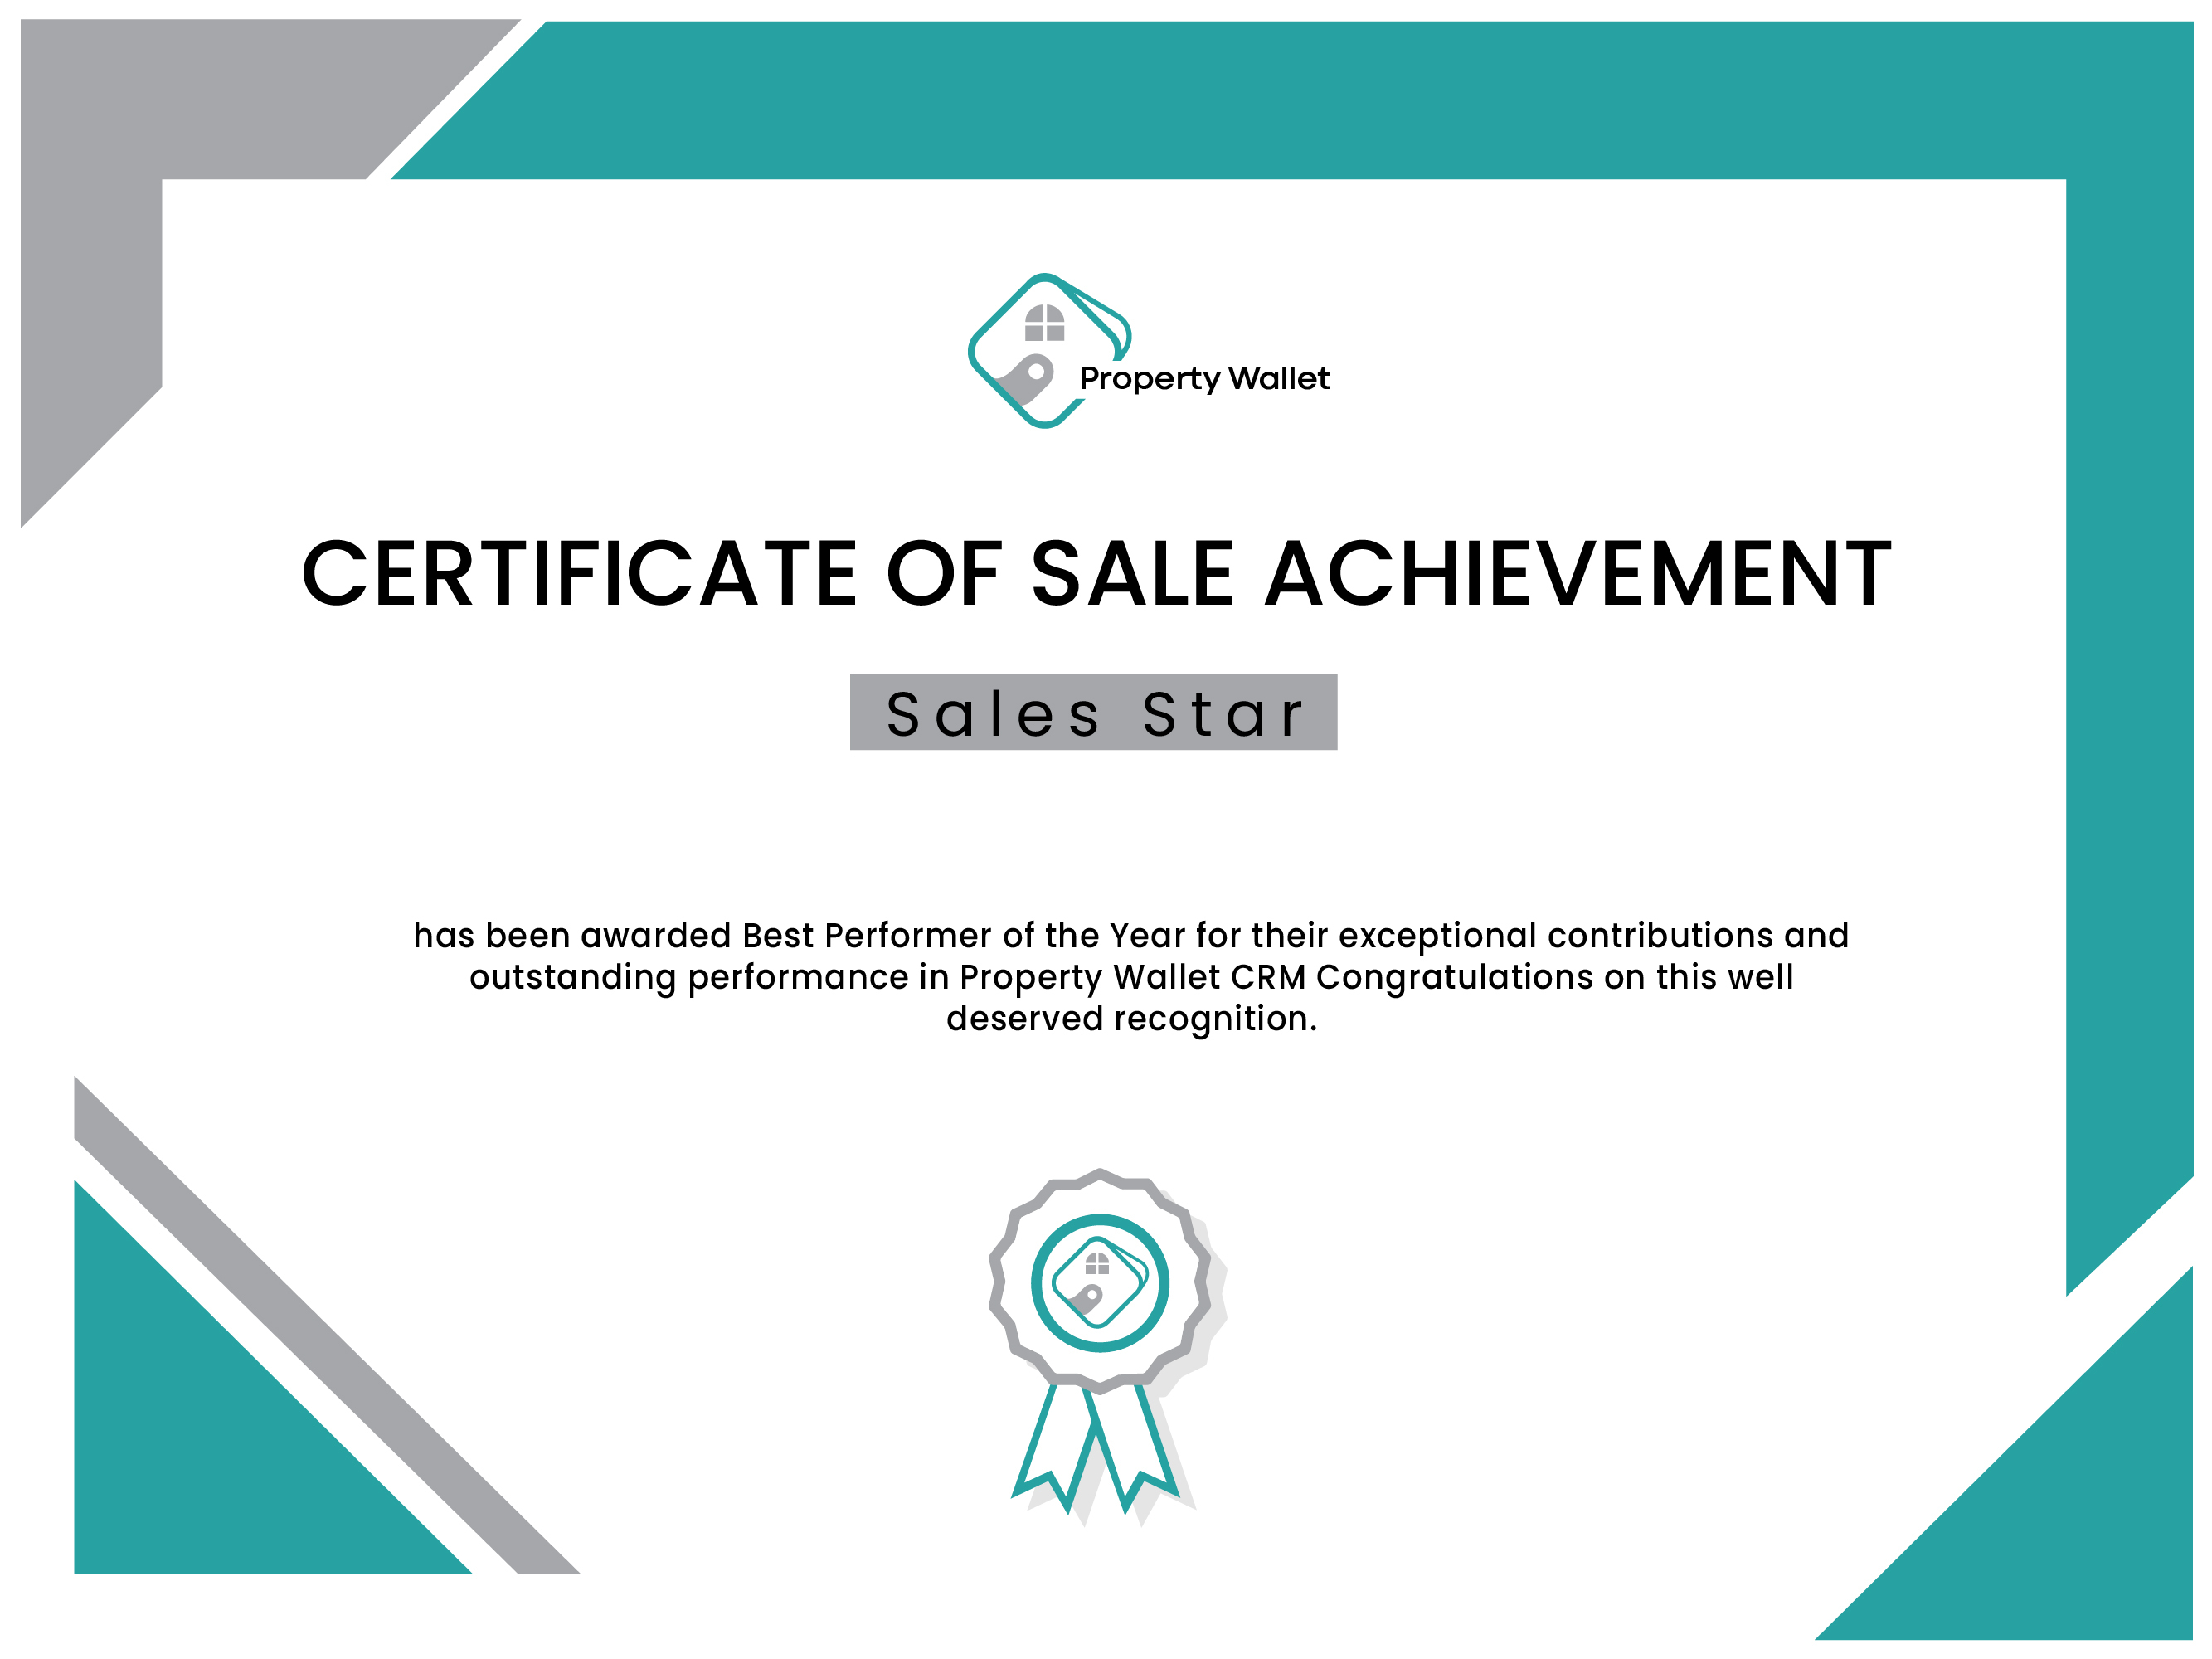 Property Wallet
CERTIFICATE OF SALE ACHIEVEMENT
Sales Star
has been awarded Best Performer of the Year for their exceptional contributions and
outstanding performance in Property Wallet CRM Congratulations on this well
deserved recognition.